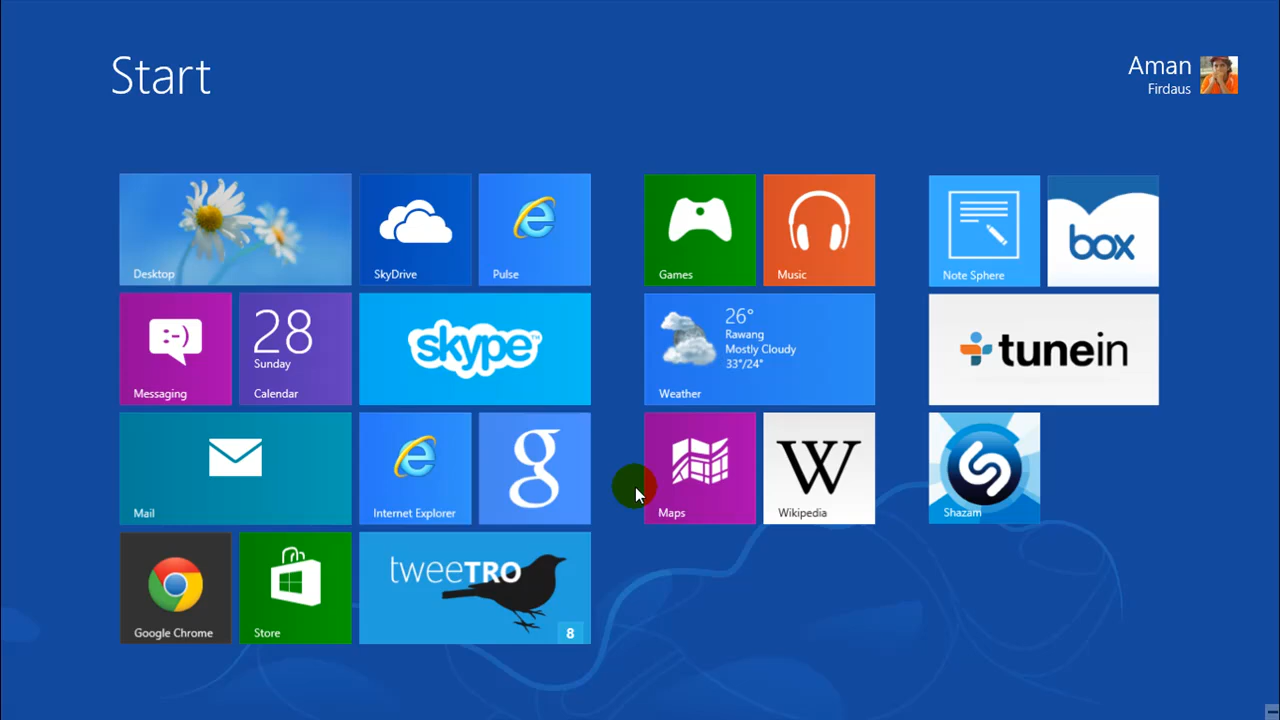 Start
Aman
Firdaus
Desktop
SkyDrive
Pulse
Messaging
:-)
28
Sunday
Calendar
skype™
Mail
Internet Explorer
g
Google Chrome
Store
tweeTRO
8
Games
Music
26°
Rawang
Mostly Cloudy
33°/24°
Weather
Maps
W
Wikipedia
Note Sphere
box
tunein
Shazam